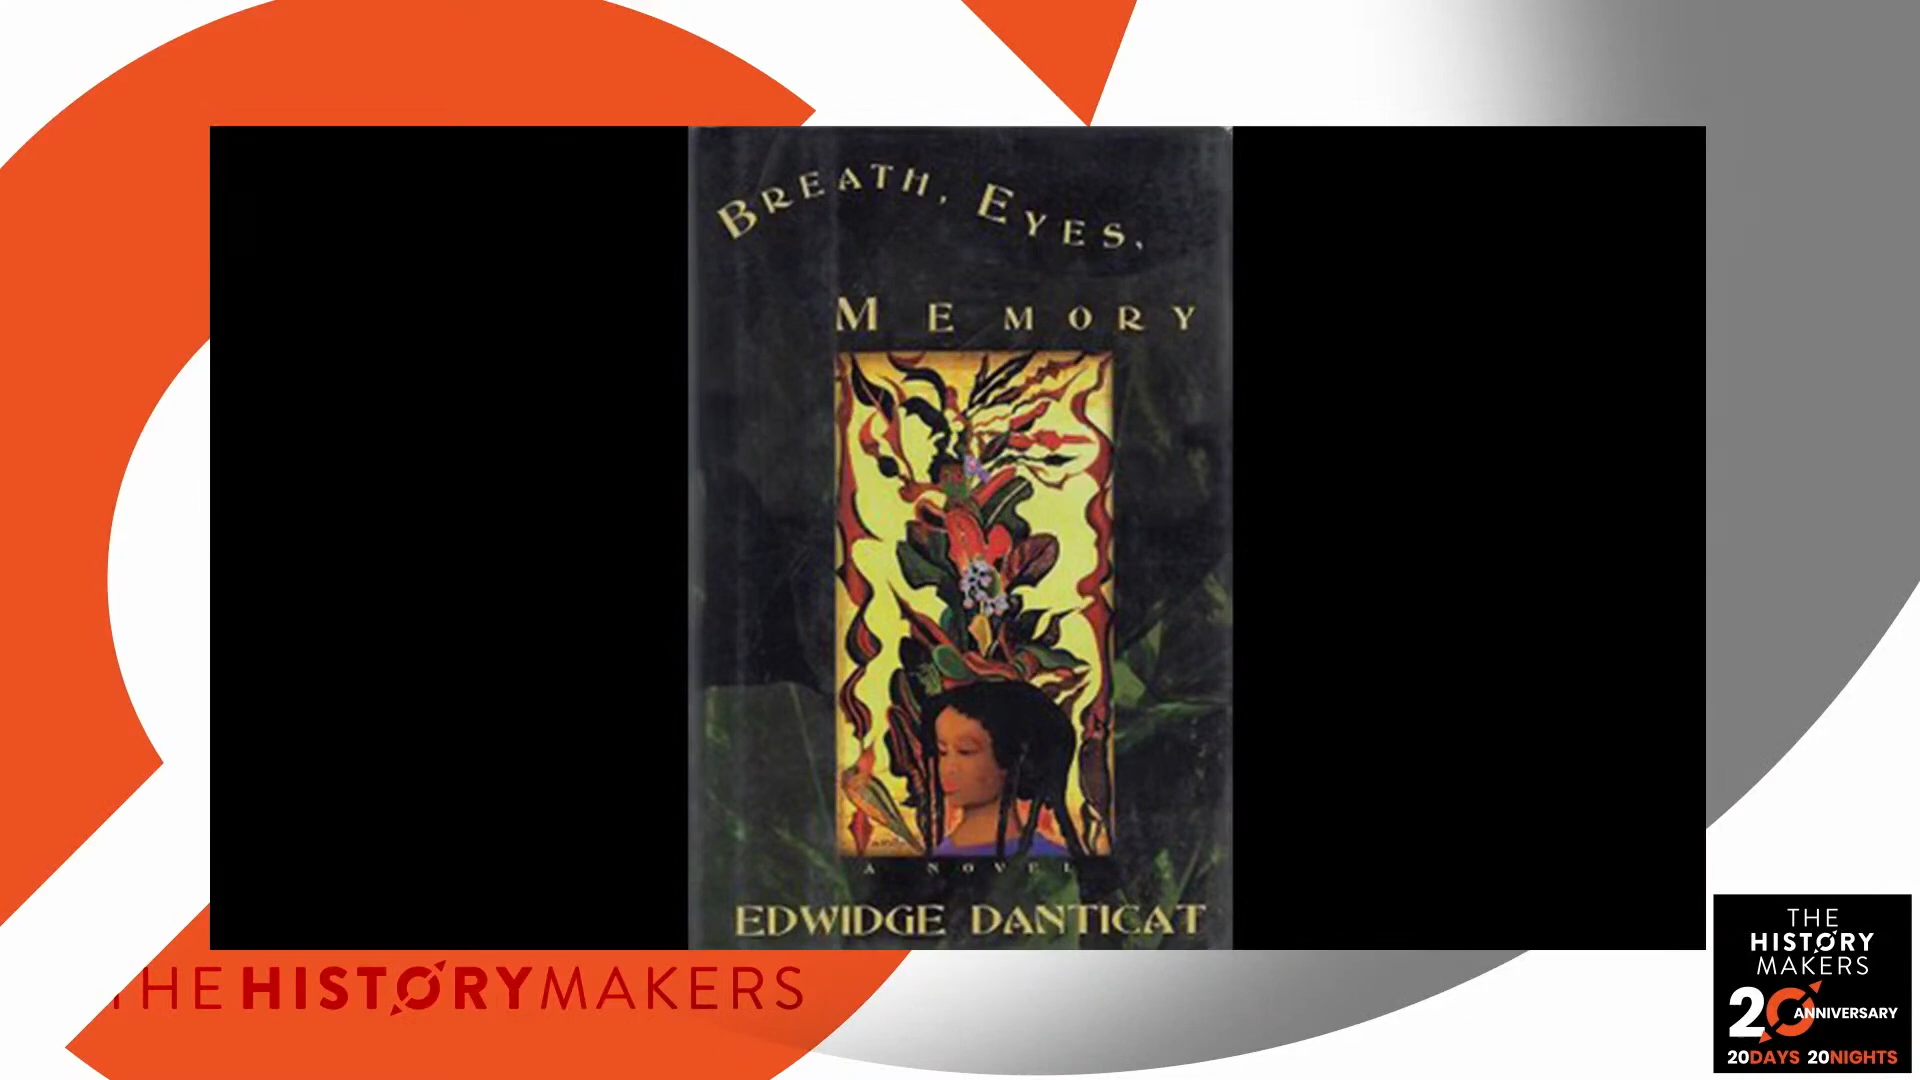 BREATH, EYES,
MEMORY
A NOVEL
EDWIDGE DANTICAT
THE HISTORYMAKERS
THE
HISTORY
MAKERS
20 ANNIVERSARY
20DAYS 20NIGHTS